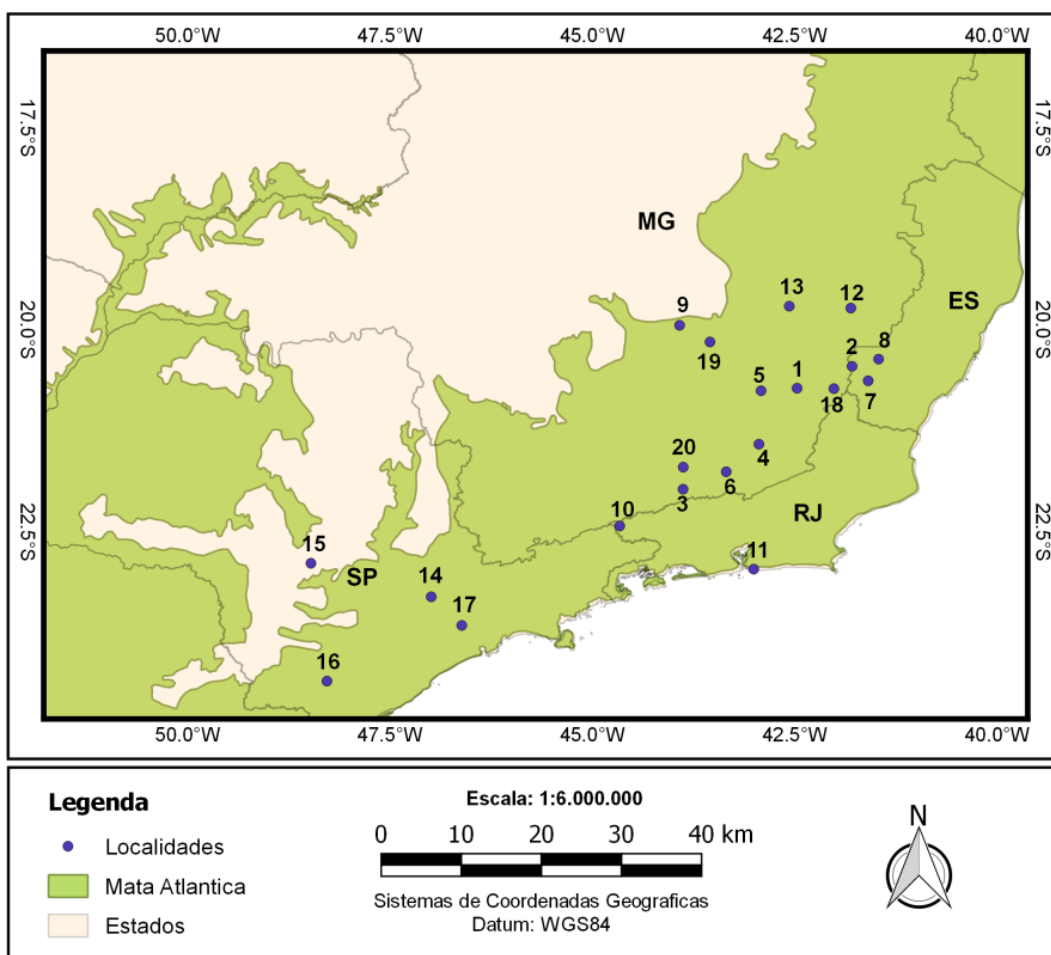 50.0°W 47.5°W 45.0°W 42.5°W 40.0°W
17.5°S 17.5°S
MG
13 12 ES
9
20.0°S 20.0°S
19 2 8
5 1
18 7
20 4
3 6
10 RJ
22.5°S 22.5°S
15 11
SP 14
17
16
50.0°W 47.5°W 45.0°W 42.5°W 40.0°W
Legenda
Localidades
Mata Atlantica
Estados
Escala: 1:6.000.000
0 10 20 30 40 km
Sistemas de Coordenadas Geograficas
Datum: WGS84
N